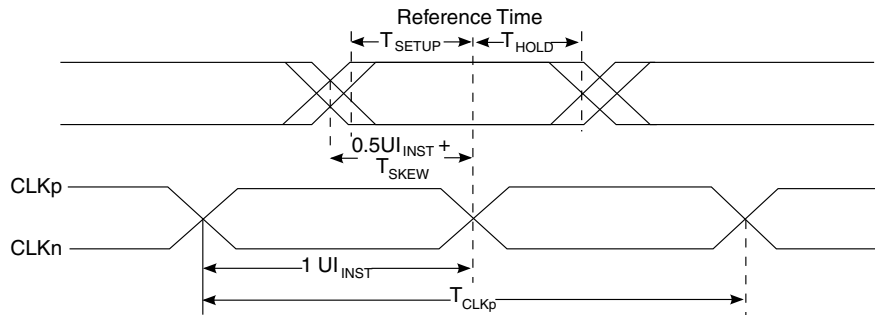 Reference Time
T_SETUP T_HOLD
0.5UI_INST +
T_SKEW
CLKp
CLKn
1 UI_INST
T_CLKp